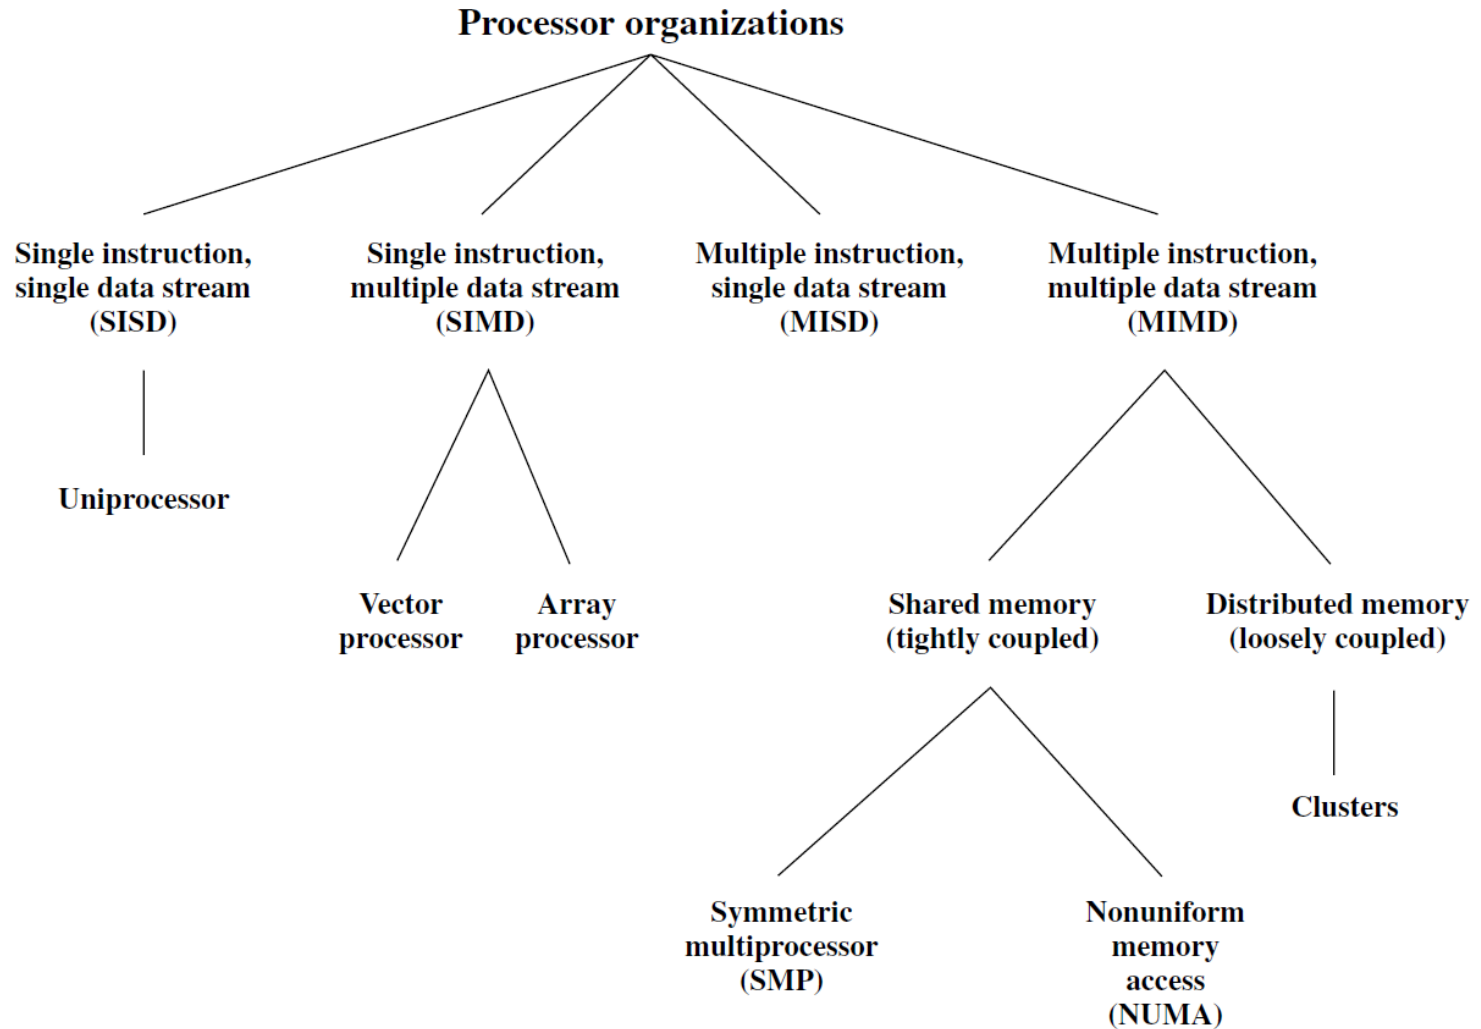 Processor organizations
Single instruction,
single data stream
(SISD)
Single instruction,
multiple data stream
(SIMD)
Multiple instruction,
single data stream
(MISD)
Multiple instruction,
multiple data stream
(MIMD)
Uniprocessor
Vector
processor
Array
processor
Shared memory
(tightly coupled)
Distributed memory
(loosely coupled)
Clusters
Symmetric
multiprocessor
(SMP)
Nonuniform
memory
access
(NUMA)